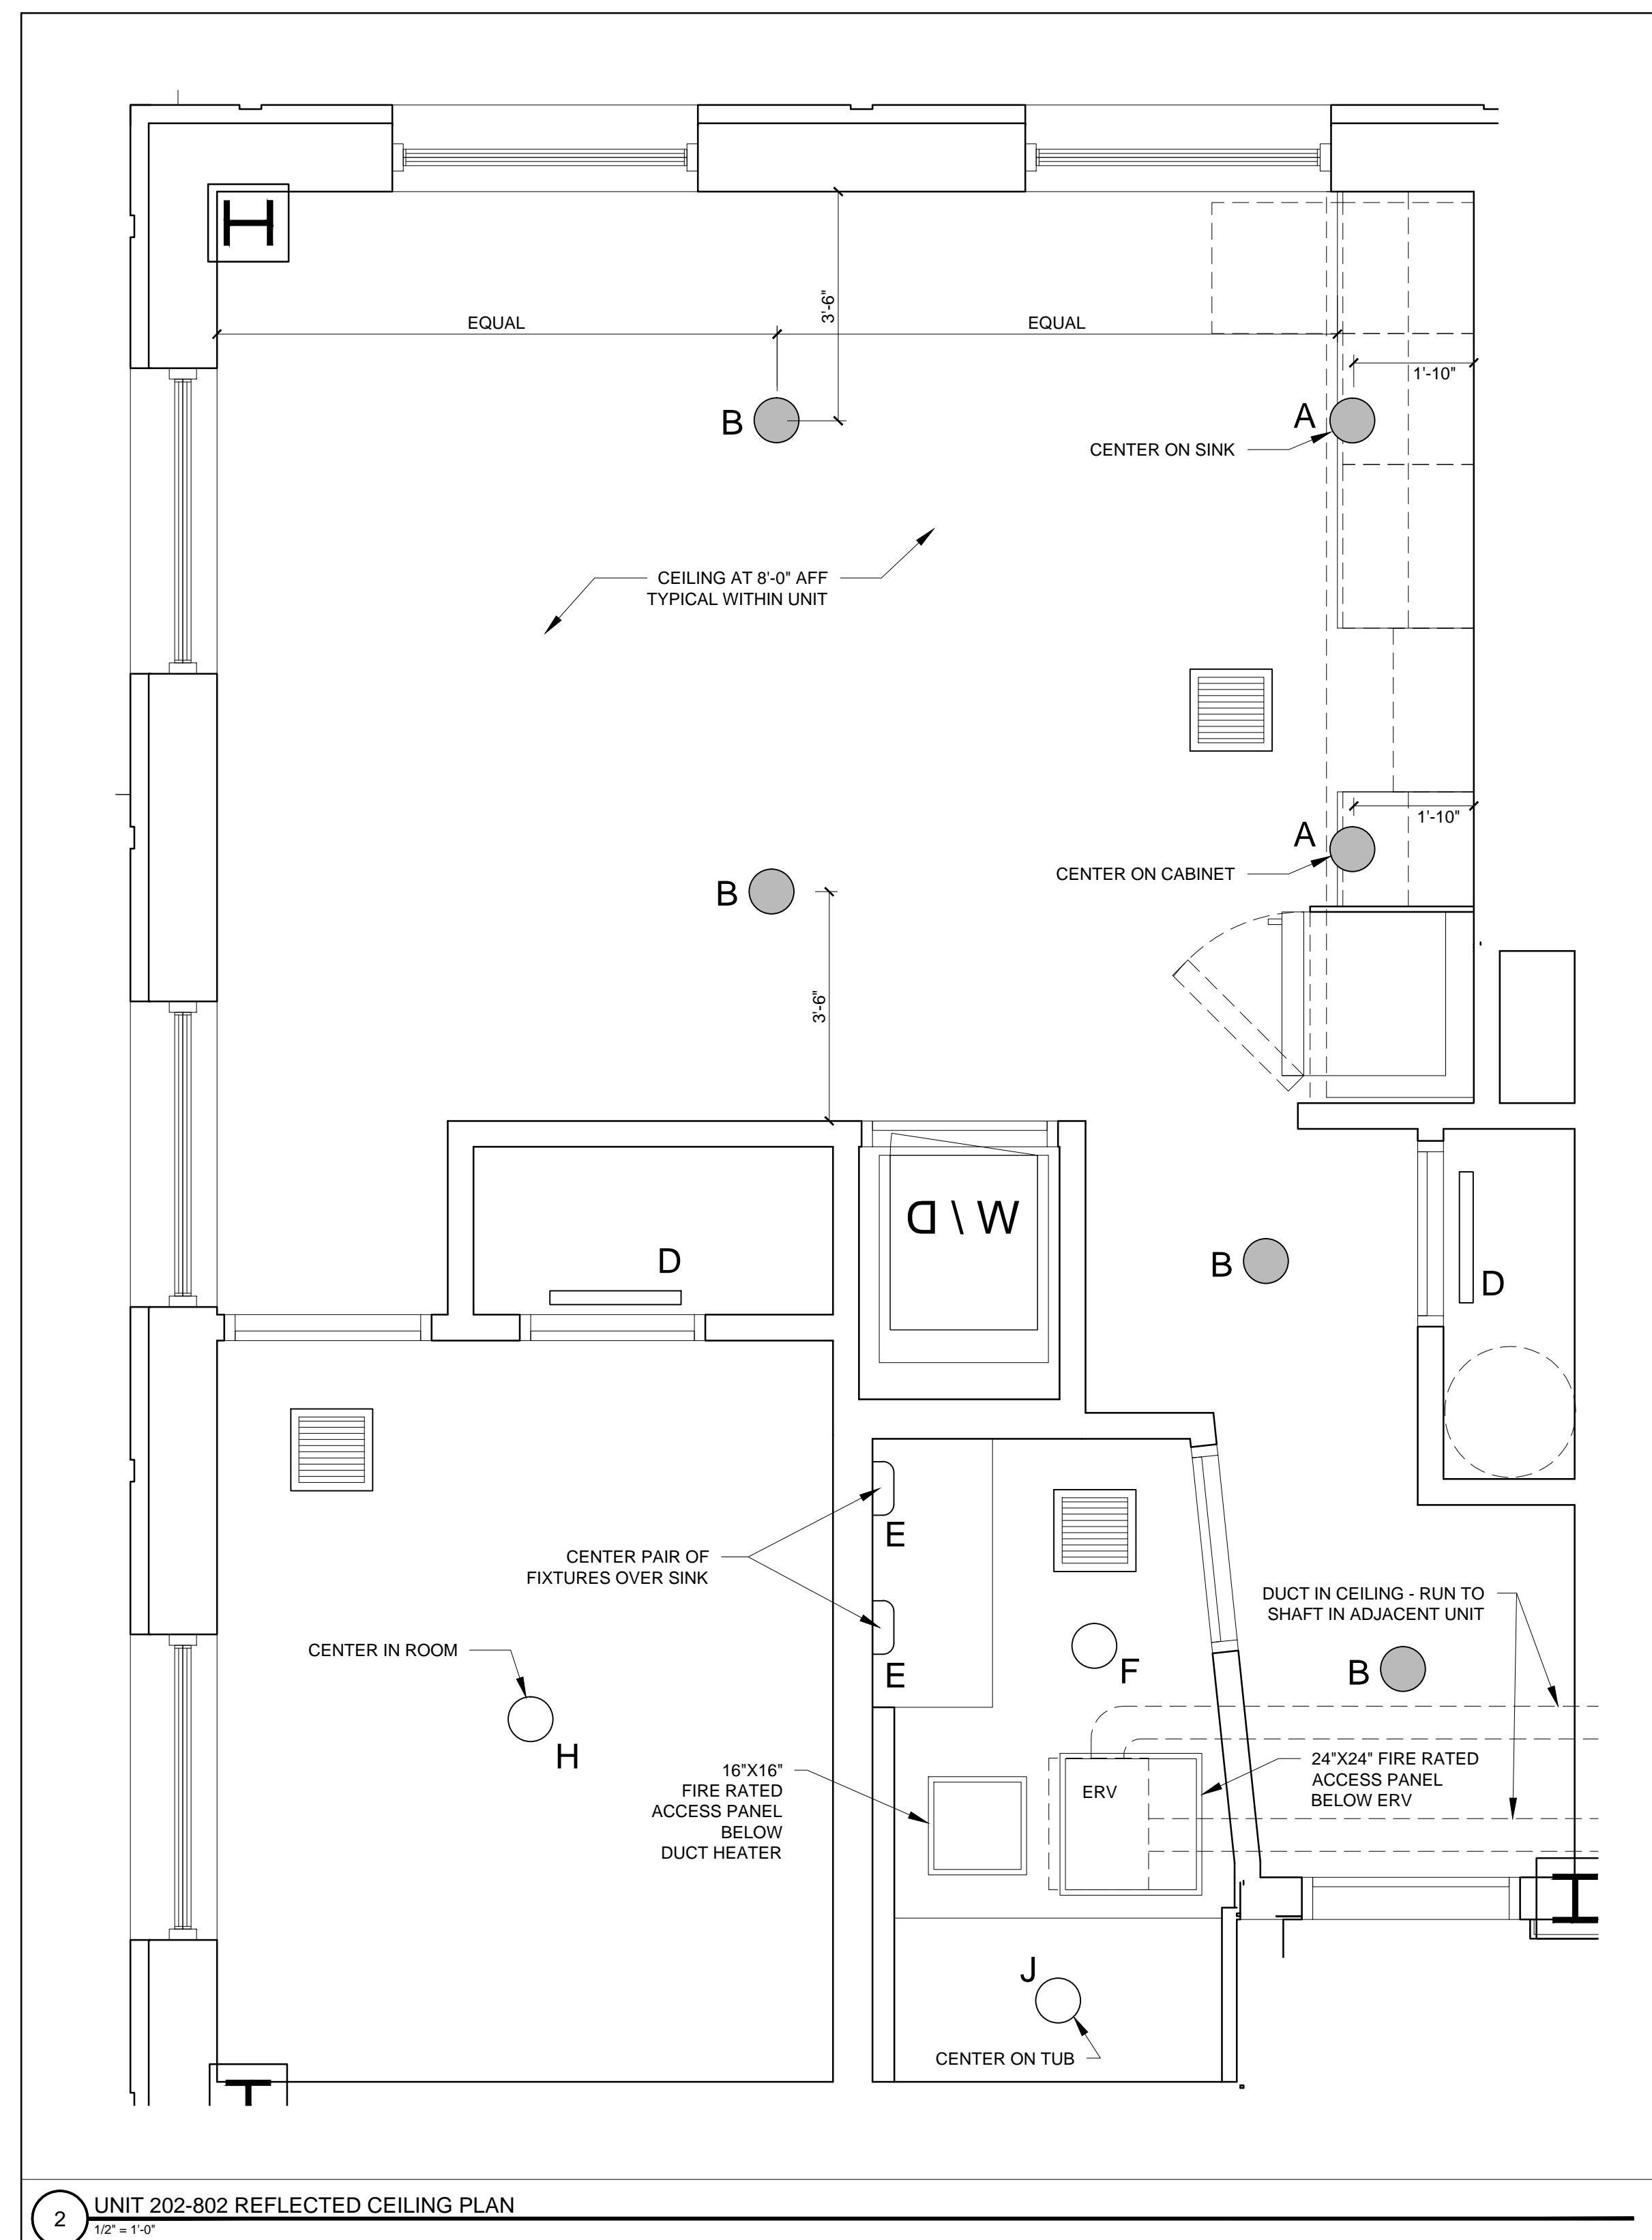 EQUAL
3'-6"
EQUAL
1'-10"
B
A
CENTER ON SINK
CEILING AT 8'-0" AFF
TYPICAL WITHIN UNIT
1'-10"
A
CENTER ON CABINET
B
3'-6"
W \ D
D
B
D
E
CENTER PAIR OF
FIXTURES OVER SINK
E
DUCT IN CEILING - RUN TO
SHAFT IN ADJACENT UNIT
CENTER IN ROOM
F
B
H
16"X16"
FIRE RATED
ACCESS PANEL
BELOW
DUCT HEATER
ERV
24"X24" FIRE RATED
ACCESS PANEL
BELOW ERV
J
CENTER ON TUB
2
UNIT 202-802 REFLECTED CEILING PLAN
1/2" = 1'-0"